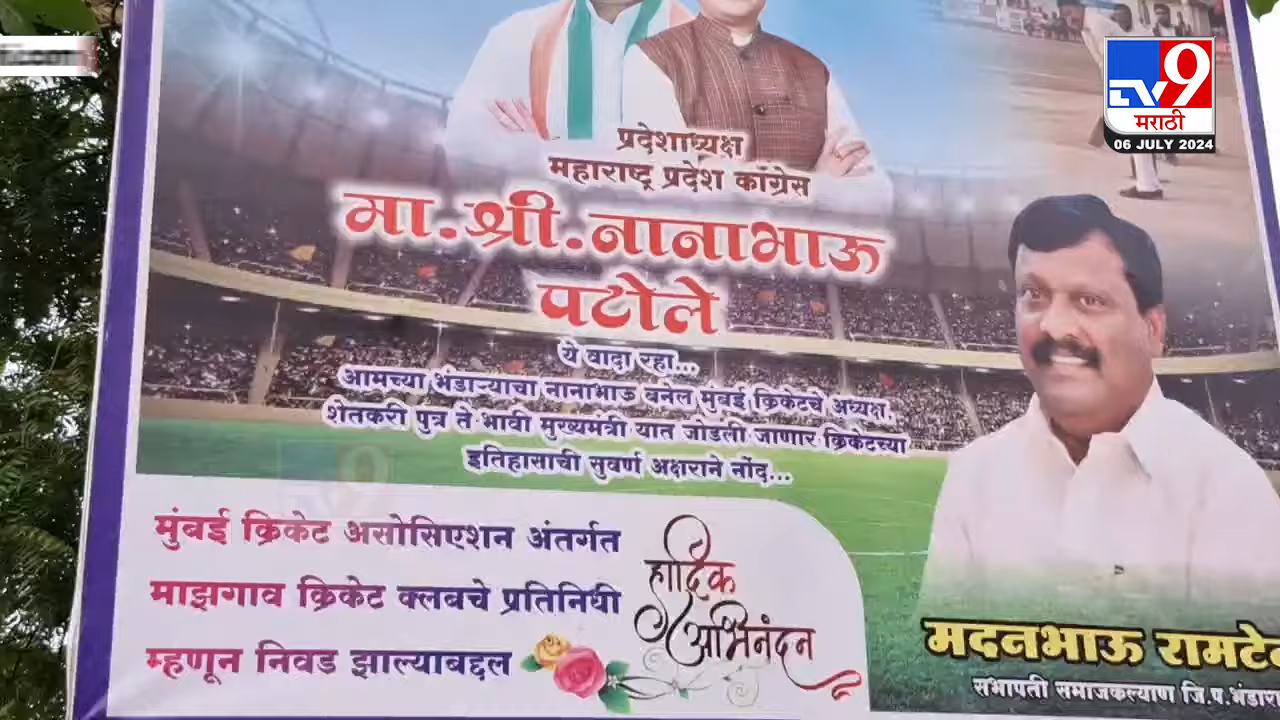 TV9
मराठी
06 JULY 2024
प्रदेशाध्यक्ष
महाराष्ट्र प्रदेश काँग्रेस
मा.श्री.नानाभाऊ
पटोले
ये वादा रहा...
आमच्या भंडाऱ्याचा नानाभाऊ बनेल मुंबई क्रिकेटचे अध्यक्ष.
शेतकरी पुत्र ते भावी मुख्यमंत्री यात जोडली जाणार क्रिकेटच्या
इतिहासाची सुवर्ण अक्षराने नोंद...
मुंबई क्रिकेट असोसिएशन अंतर्गत
माझगाव क्रिकेट क्लबचे प्रतिनिधी
म्हणून निवड झाल्याबद्दल
हार्दिक
अभिनंदन
मदनभाऊ
सभापती समाजकल्याण जि.प.